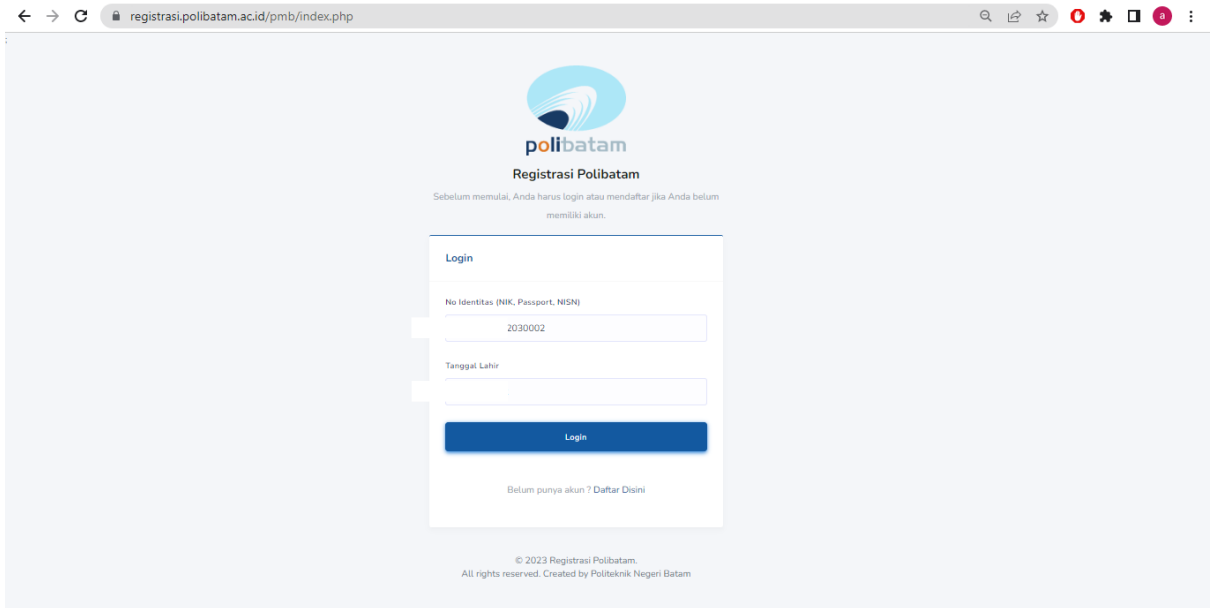 registrasi.polibatam.ac.id/pmb/index.php
a
polibatam
Registrasi Polibatam
Sebelum memulai, Anda harus login atau mendaftar jika Anda belum
memiliki akun.
Login
No Identitas (NIK, Passport, NISN)
2030002
Tanggal Lahir
Login
Belum punya akun ? Daftar Disini
© 2023 Registrasi Polibatam.
All rights reserved. Created by Politeknik Negeri Batam